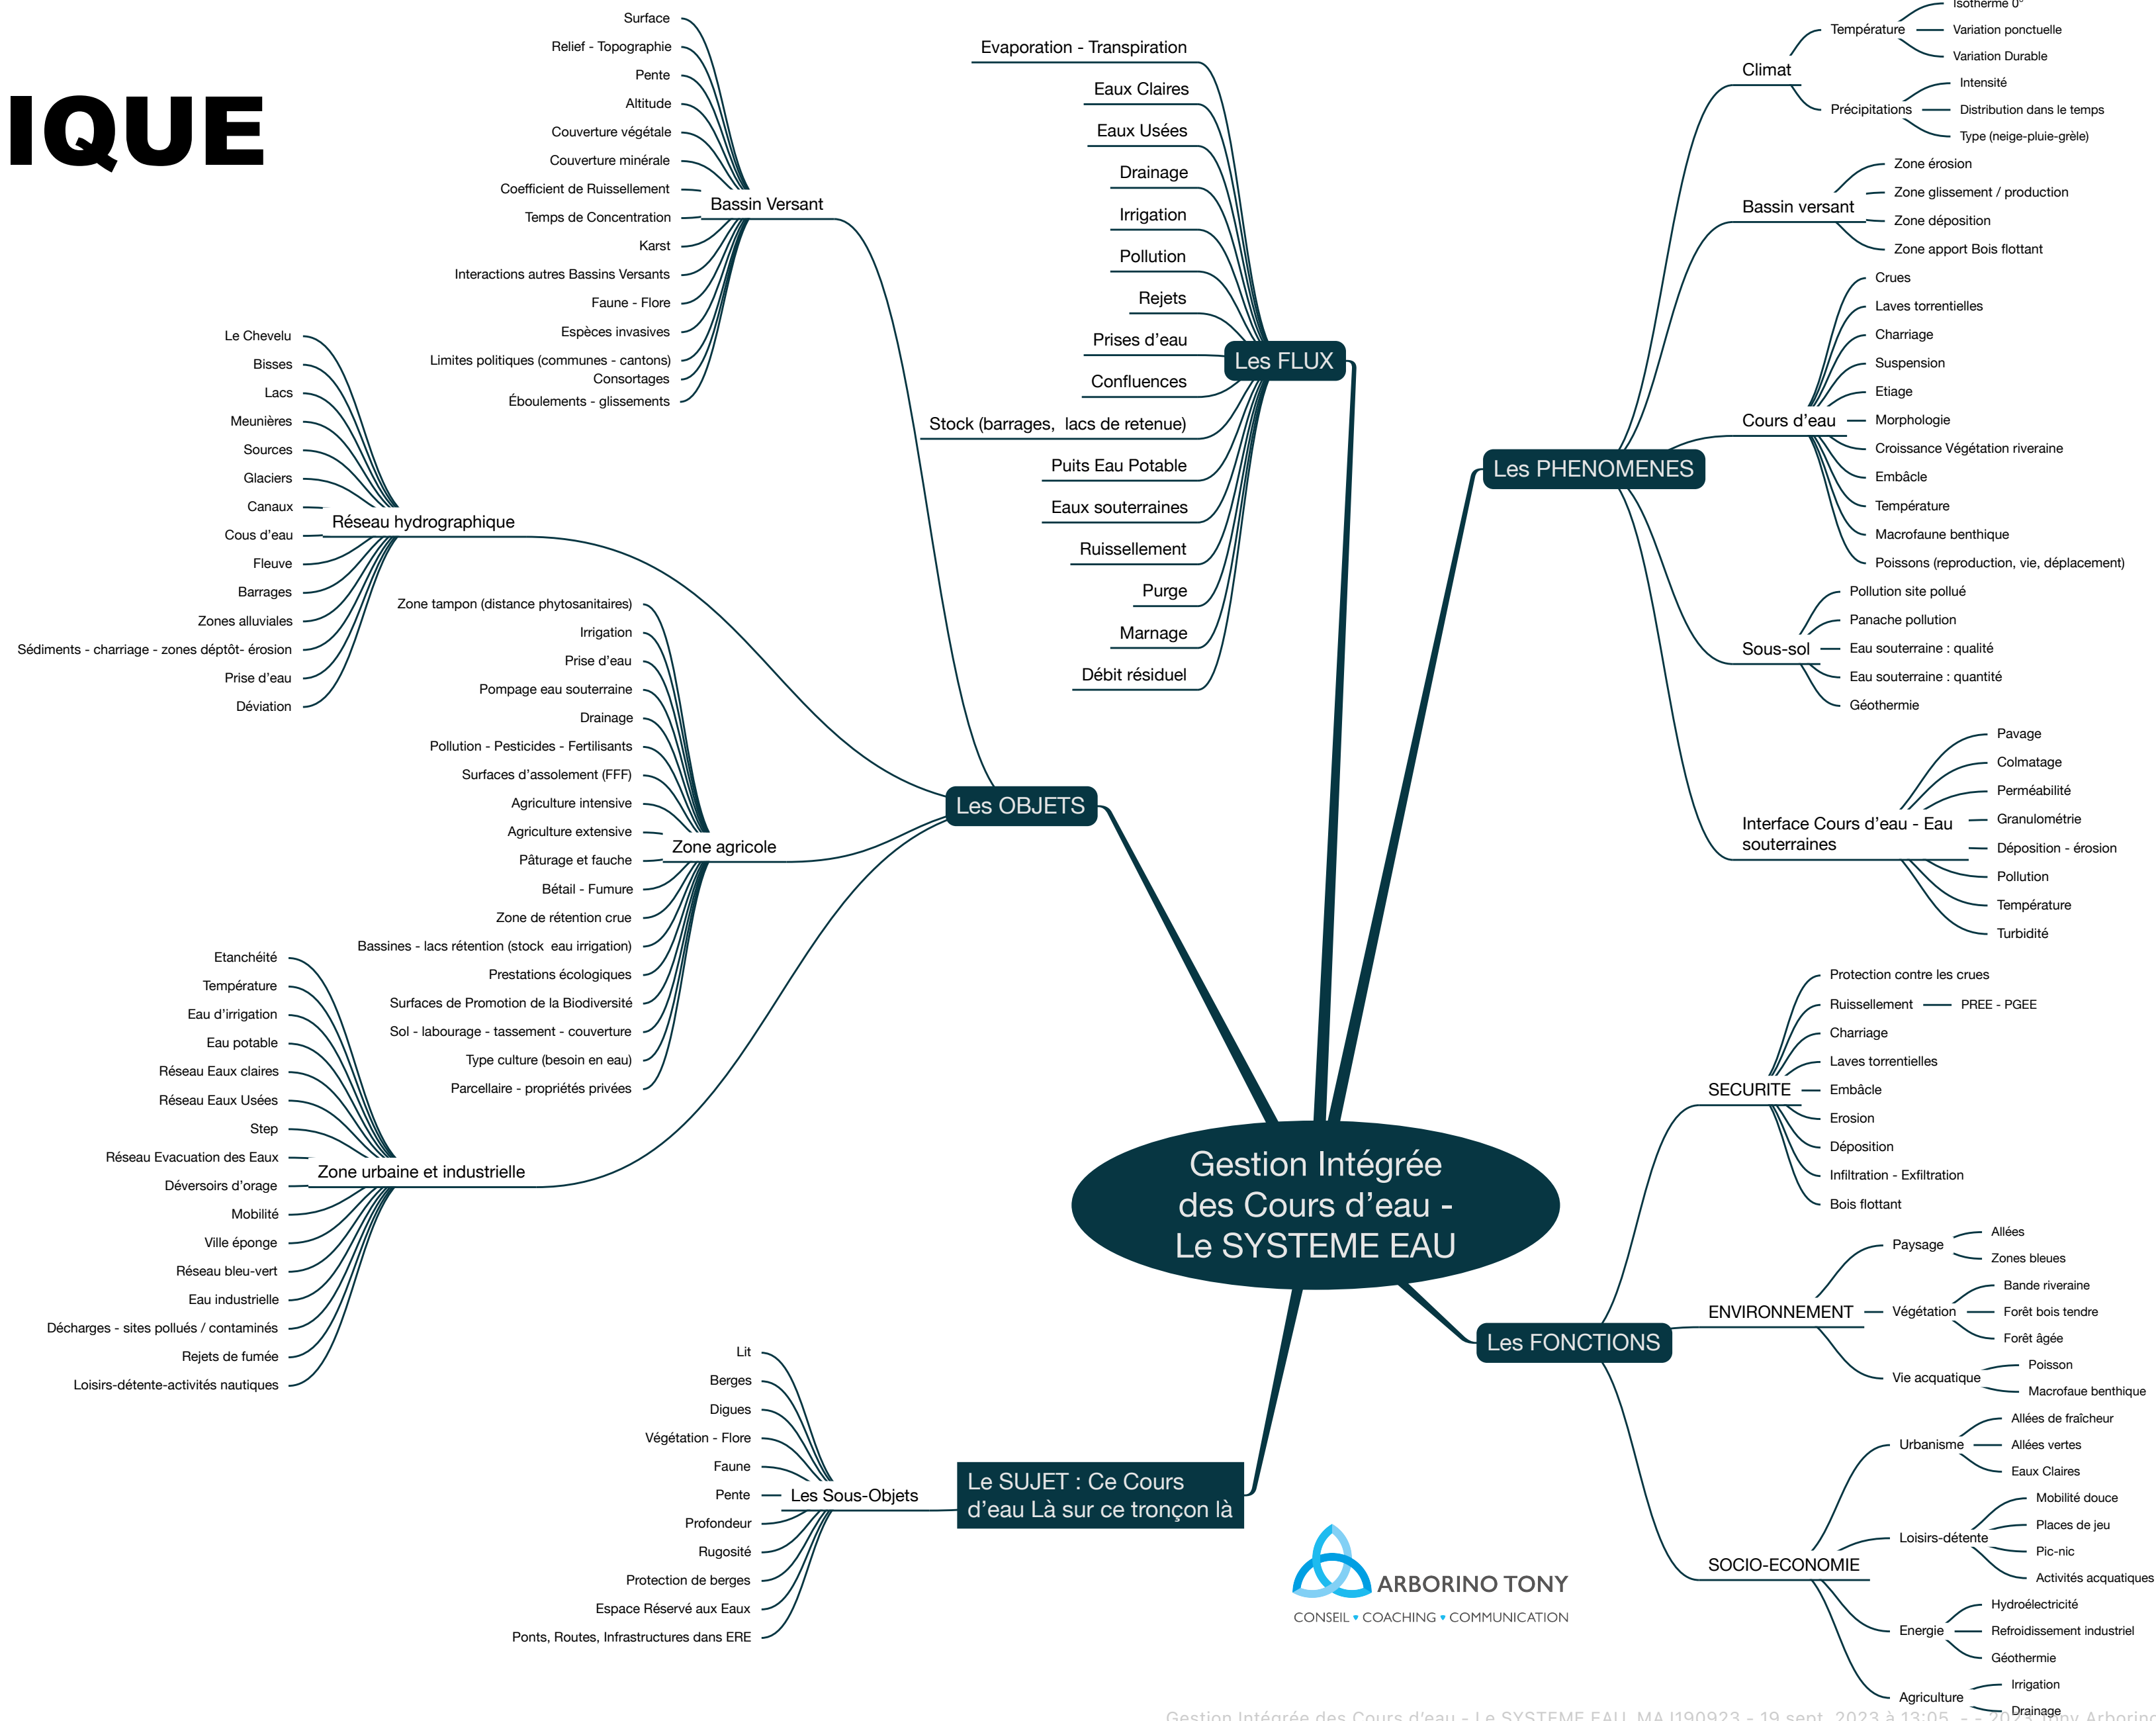 IQUE
Surface
Relief - Topographie
Pente
Altitude
Couverture végétale
Couverture minérale
Coefficient de Ruissellement
Temps de Concentration
Karst
Interactions autres Bassins Versants
Faune - Flore
Espèces invasives
Limites politiques (communes - cantons)
Consortages
Éboulements - glissements
Bassin Versant
Le Chevelu
Bisses
Lacs
Meunières
Sources
Glaciers
Canaux
Cous d'eau
Fleuve
Barrages
Zones alluviales
Sédiments - charriage - zones déptôt- érosion
Prise d'eau
Déviation
Réseau hydrographique
Zone tampon (distance phytosanitaires)
Irrigation
Prise d'eau
Pompage eau souterraine
Drainage
Pollution - Pesticides - Fertilisants
Surfaces d'assolement (FFF)
Agriculture intensive
Agriculture extensive
Pâturage et fauche
Bétail - Fumure
Zone de rétention crue
Bassines - lacs rétention (stock  eau irrigation)
Prestations écologiques
Surfaces de Promotion de la Biodiversité
Sol - labourage - tassement - couverture
Type culture (besoin en eau)
Parcellaire - propriétés privées
Zone agricole
Etanchéité
Température
Eau d'irrigation
Eau potable
Réseau Eaux claires
Réseau Eaux Usées
Step
Réseau Evacuation des Eaux
Déversoirs d'orage
Mobilité
Ville éponge
Réseau bleu-vert
Eau industrielle
Décharges - sites pollués / contaminés
Rejets de fumée
Loisirs-détente-activités nautiques
Zone urbaine et industrielle
Les OBJETS
Evaporation - Transpiration
Eaux Claires
Eaux Usées
Drainage
Irrigation
Pollution
Rejets
Prises d'eau
Confluences
Stock (barrages,  lacs de retenue)
Puits Eau Potable
Eaux souterraines
Ruissellement
Purge
Marnage
Débit résiduel
Les FLUX
Les PHENOMENES
Climat
Température
Isotherme 0°
Variation ponctuelle
Variation Durable
Précipitations
Intensité
Distribution dans le temps
Type (neige-pluie-grèle)
Bassin versant
Zone érosion
Zone glissement / production
Zone déposition
Zone apport Bois flottant
Cours d'eau
Crues
Laves torrentielles
Charriage
Suspension
Etiage
Morphologie
Croissance Végétation riveraine
Embâcle
Température
Macrofaune benthique
Poissons (reproduction, vie, déplacement)
Sous-sol
Pollution site pollué
Panache pollution
Eau souterraine : qualité
Eau souterraine : quantité
Géothermie
Interface Cours d'eau - Eau
souterraines
Pavage
Colmatage
Perméabilité
Granulométrie
Déposition - érosion
Pollution
Température
Turbidité
Gestion Intégrée
des Cours d'eau -
Le SYSTEME EAU
Les FONCTIONS
SECURITE
Protection contre les crues
Ruissellement
PREE - PGEE
Charriage
Laves torrentielles
Embâcle
Erosion
Déposition
Infiltration - Exfiltration
Bois flottant
ENVIRONNEMENT
Paysage
Allées
Zones bleues
Végétation
Bande riveraine
Forêt bois tendre
Forêt âgée
Vie acquatique
Poisson
Macrofaue benthique
SOCIO-ECONOMIE
Urbanisme
Allées de fraîcheur
Allées vertes
Eaux Claires
Loisirs-détente
Mobilité douce
Places de jeu
Pic-nic
Activités acquatiques
Energie
Hydroélectricité
Refroidissement industriel
Géothermie
Agriculture
Irrigation
Drainage
Le SUJET : Ce Cours
d'eau Là sur ce tronçon là
Les Sous-Objets
Lit
Berges
Digues
Végétation - Flore
Faune
Pente
Profondeur
Rugosité
Protection de berges
Espace Réservé aux Eaux
Ponts, Routes, Infrastructures dans ERE
ARBORINO TONY
CONSEIL • COACHING • COMMUNICATION
Gestion Intégrée des Cours d'eau - Le SYSTEME EAU_MAJ190923 - 19 sept. 2023 à 13:05 - - 2023 Tony Arborino